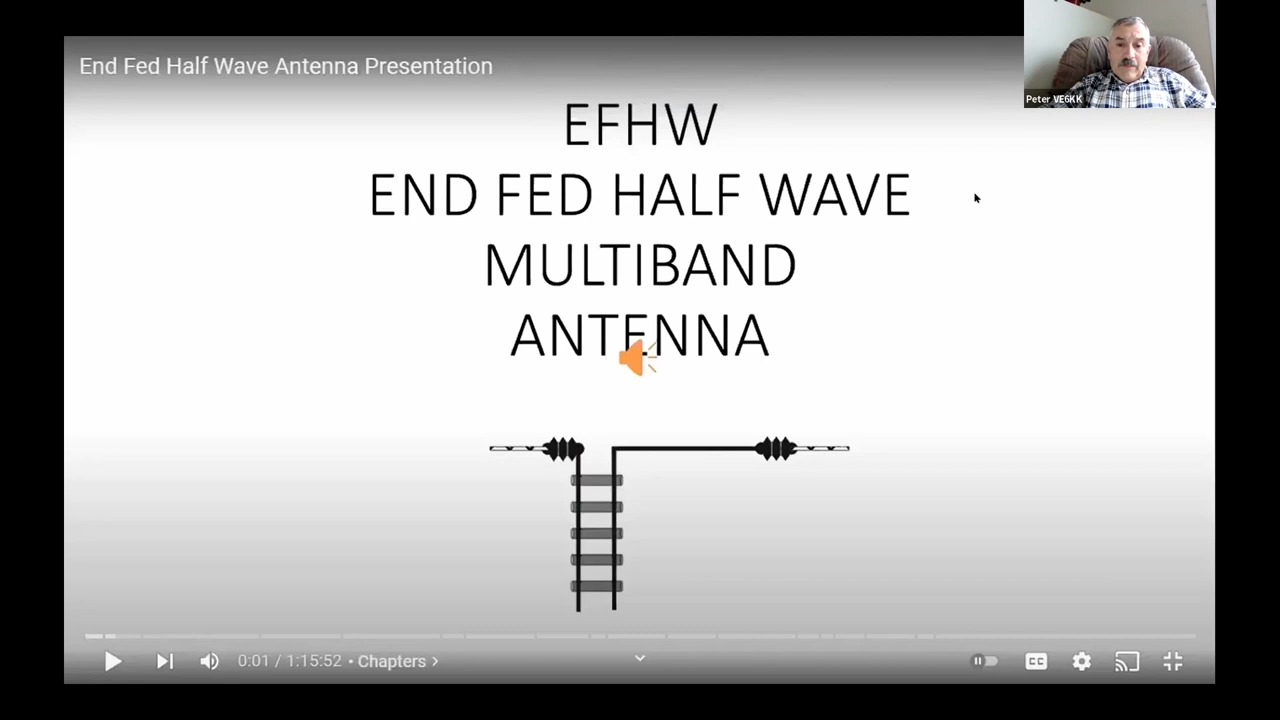 End Fed Half Wave Antenna Presentation
Peter VE6KK
EFHW
END FED HALF WAVE
MULTIBAND
ANTENNA
0:01 / 1:15:52 • Chapters >
CC